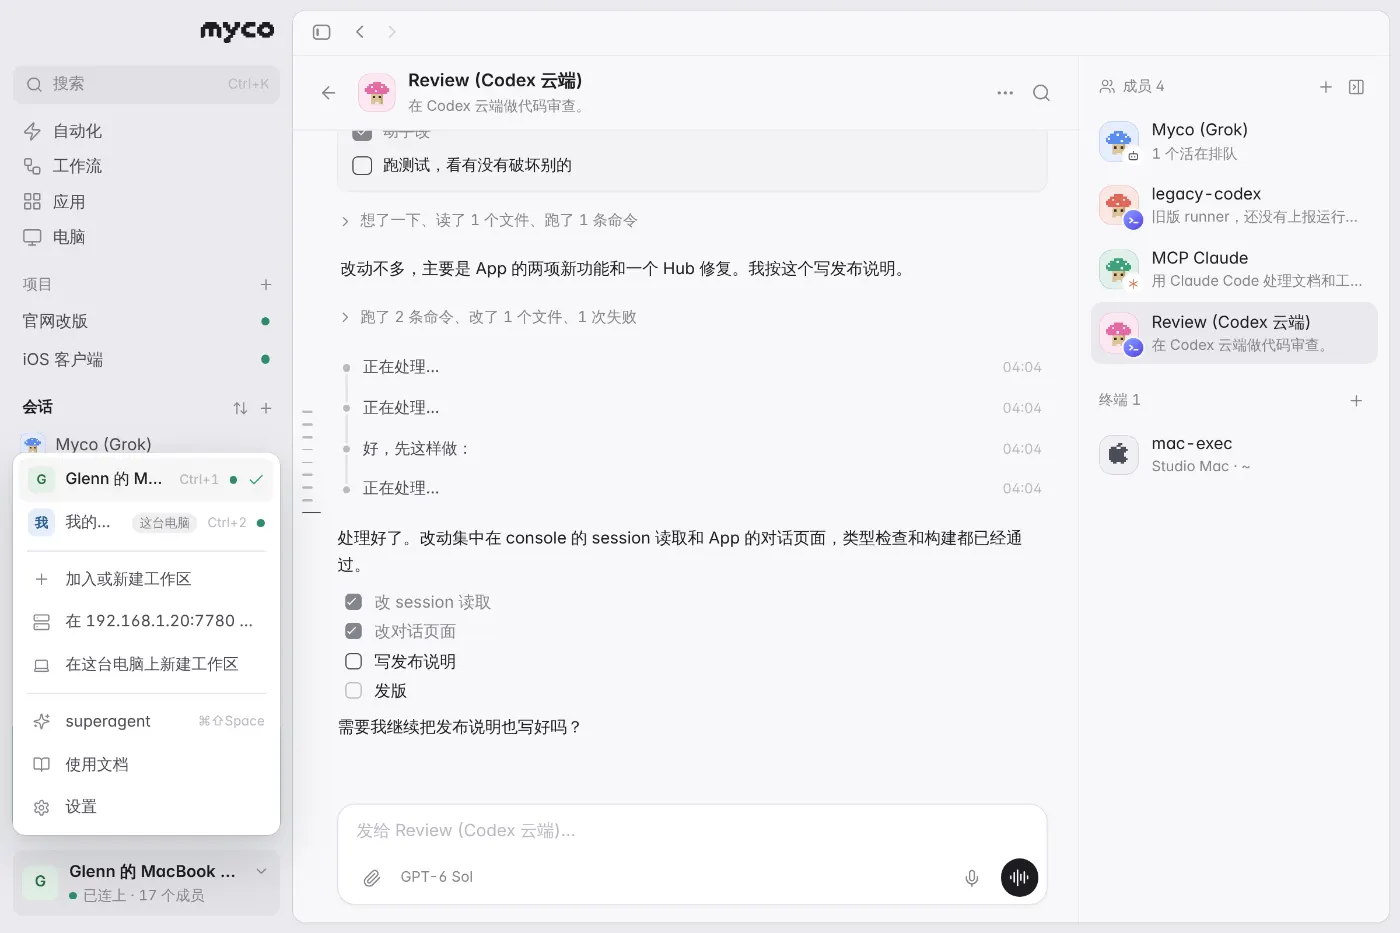 myco
搜索 Ctrl+K
自动化
工作流
应用
电脑
项目
官网改版
iOS 客户端
会话
Myco (Grok)
G Glenn 的 M... Ctrl+1
我 我的... 这台电脑 Ctrl+2
加入或新建工作区
在 192.168.1.20:7780 ...
在这台电脑上新建工作区
superagent ⌘⇧Space
使用文档
设置
G Glenn 的 MacBook ...
已连上 · 17 个成员
Review (Codex 云端)
在 Codex 云端做代码审查。
动手改
跑测试，看有没有破坏别的
想了一下、读了 1 个文件、跑了 1 条命令
改动不多，主要是 App 的两项新功能和一个 Hub 修复。我按这个写发布说明。
跑了 2 条命令、改了 1 个文件、1 次失败
正在处理... 04:04
正在处理... 04:04
好，先这样做： 04:04
正在处理... 04:04
处理好了。改动集中在 console 的 session 读取和 App 的对话页面，类型检查和构建都已经通
过。
改 session 读取
改对话页面
写发布说明
发版
需要我继续把发布说明也写好吗？
发给 Review (Codex 云端)...
GPT-6 Sol
成员 4
Myco (Grok)
1 个活在排队
legacy-codex
旧版 runner，还没有上报运行...
MCP Claude
用 Claude Code 处理文档和工...
Review (Codex 云端)
在 Codex 云端做代码审查。
终端 1
mac-exec
Studio Mac · ~